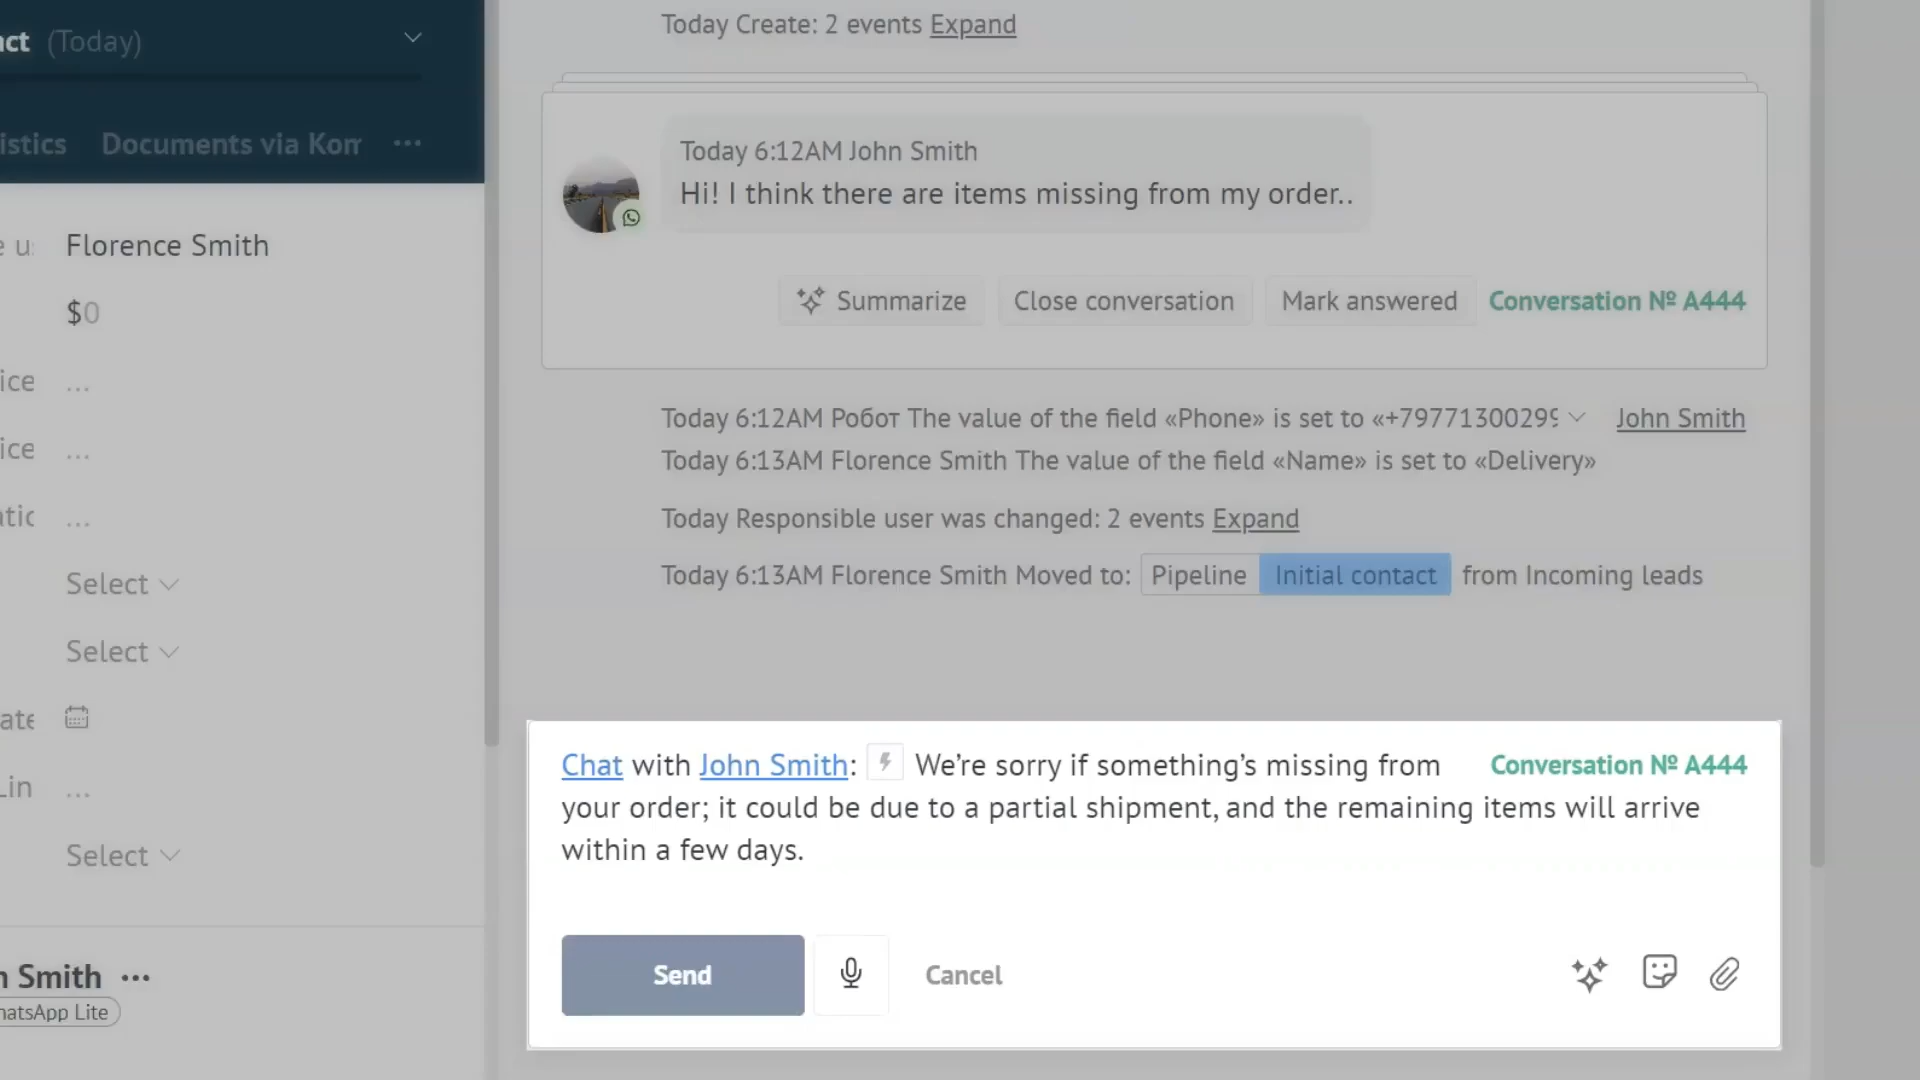 act (Today)
istics Documents via Kom
e u: Florence Smith
$0
ice ...
ice ...
atic ...
Select
Select
ate
Lin ...
Select
n Smith ...
hatsApp Lite
Today Create: 2 events Expand
Today 6:12AM John Smith
Hi! I think there are items missing from my order..
Summarize Close conversation Mark answered Conversation № A444
Today 6:12AM Робот The value of the field «Phone» is set to «+79771300299 John Smith
Today 6:13AM Florence Smith The value of the field «Name» is set to «Delivery»
Today Responsible user was changed: 2 events Expand
Today 6:13AM Florence Smith Moved to: Pipeline Initial contact from Incoming leads
Chat with John Smith: We’re sorry if something’s missing from Conversation № A444
your order; it could be due to a partial shipment, and the remaining items will arrive
within a few days.
Send Cancel